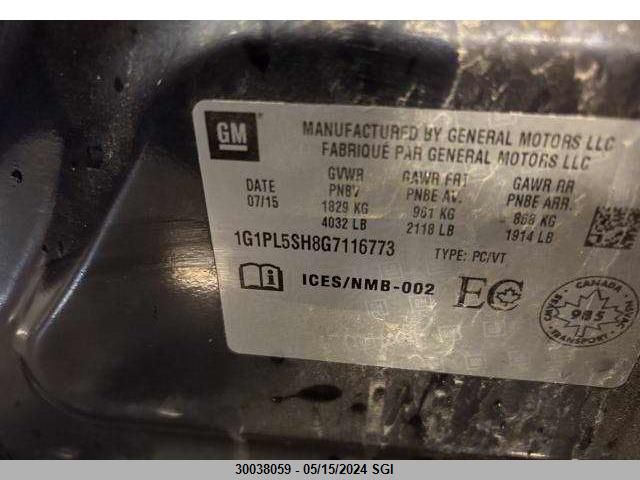 GM
MANUFACTURED BY GENERAL MOTORS LLC
FABRIQUÉ PAR GENERAL MOTORS LLC
DATE GVWR GAWR FRT GAWR RR
07/15 PNBV PNBE AV. PNBE ARR.
1829 KG 961 KG 868 KG
4032 LB 2118 LB 1914 LB
1G1PL5SH8G7116773 TYPE: PC/VT
ICES/NMB-002 EC
CANADA
985
TRANSPORT
30038059 - 05/15/2024 SGI